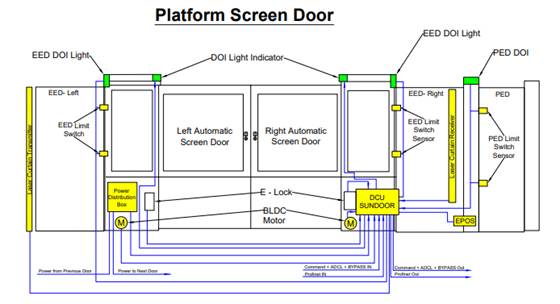 Platform Screen Door
EED DOI Light
EED DOI Light
DOI Light Indicator
PED DOI
EED- Left
EED- Right
PED
EED Limit
Switch
Left Automatic
Screen Door
Right Automatic
Screen Door
EED Limit
Switch
Sensor
PED Limit
Switch
Sensor
Laser Curtain Transmitter
Laser Curtain Receiver
Power
Distribution
Box
E - Lock
DCU
SUNDOOR
M
BLDC
Motor
M
EPOS
Power from Previous Door
Power to Next Door
Command + ADCL + BYPASS IN
Profinet IN
Command + ADCL + BYPASS Out
Profinet Out